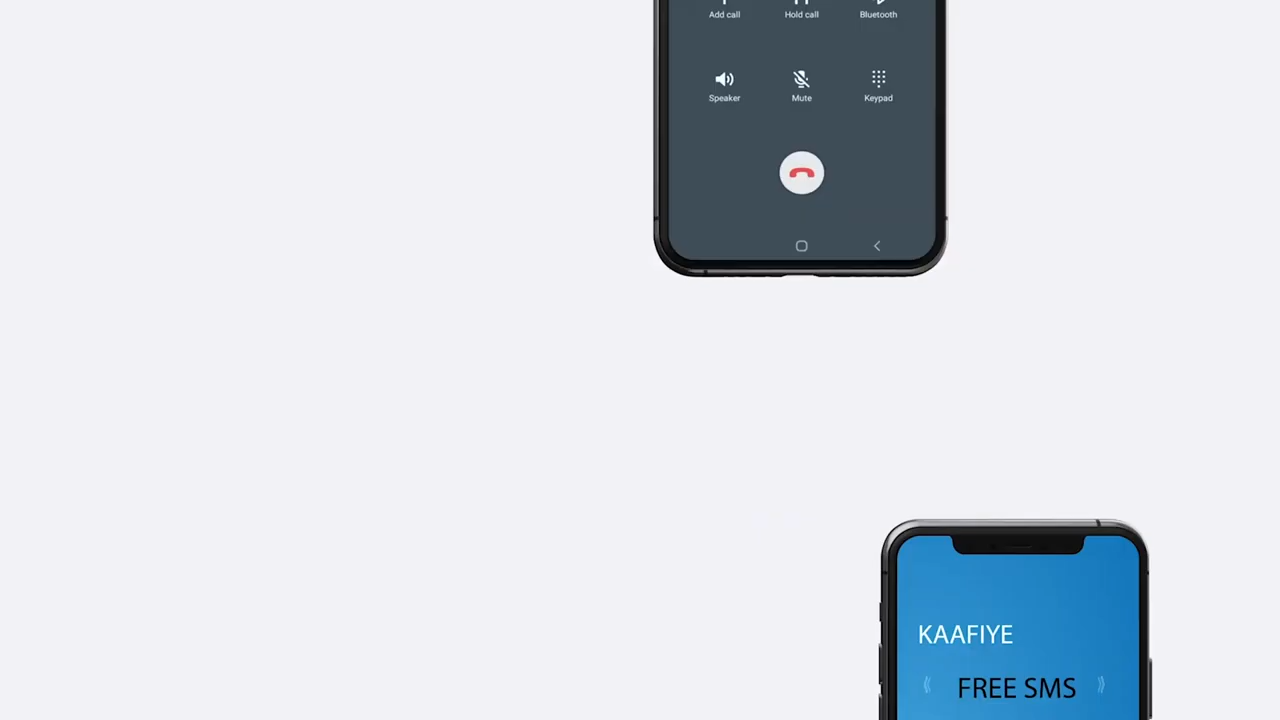 Add call Hold call Bluetooth
Speaker Mute Keypad
KAAFIYE
FREE SMS